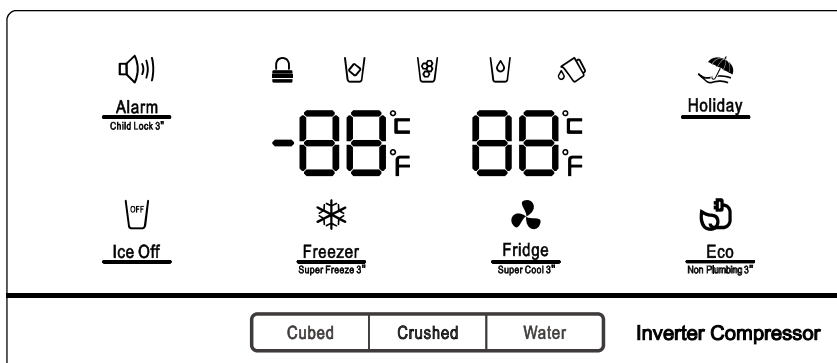 Alarm
Child Lock 3"
-88 °C °F
88 °C °F
Holiday
OFF
Ice Off
Freezer
Super Freeze 3"
Fridge
Super Cool 3"
Eco
Non Plumbing 3"
Cubed
Crushed
Water
Inverter Compressor